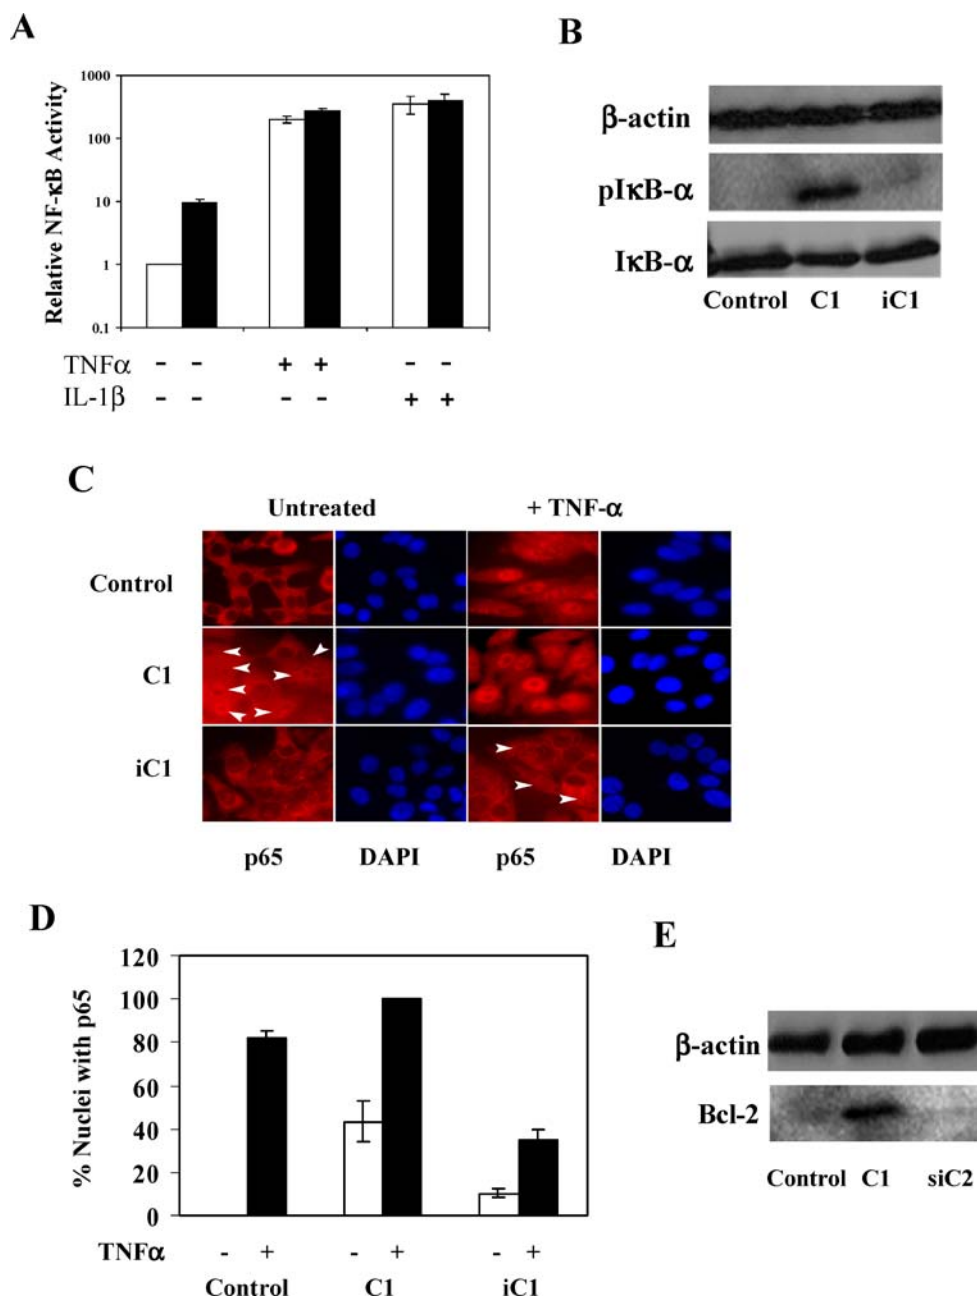 A
Relative NF-κB Activity
1000
100
10
1
0.1
TNFα - - + + - -
IL-1β - - - - + +
B
β-actin
pIκB-α
IκB-α
Control C1 iC1
C
Untreated + TNF-α
Control
C1
iC1
p65 DAPI p65 DAPI
D
% Nuclei with p65
120
100
80
60
40
20
0
TNFα - + - + - +
Control C1 iC1
E
β-actin
Bcl-2
Control C1 siC2